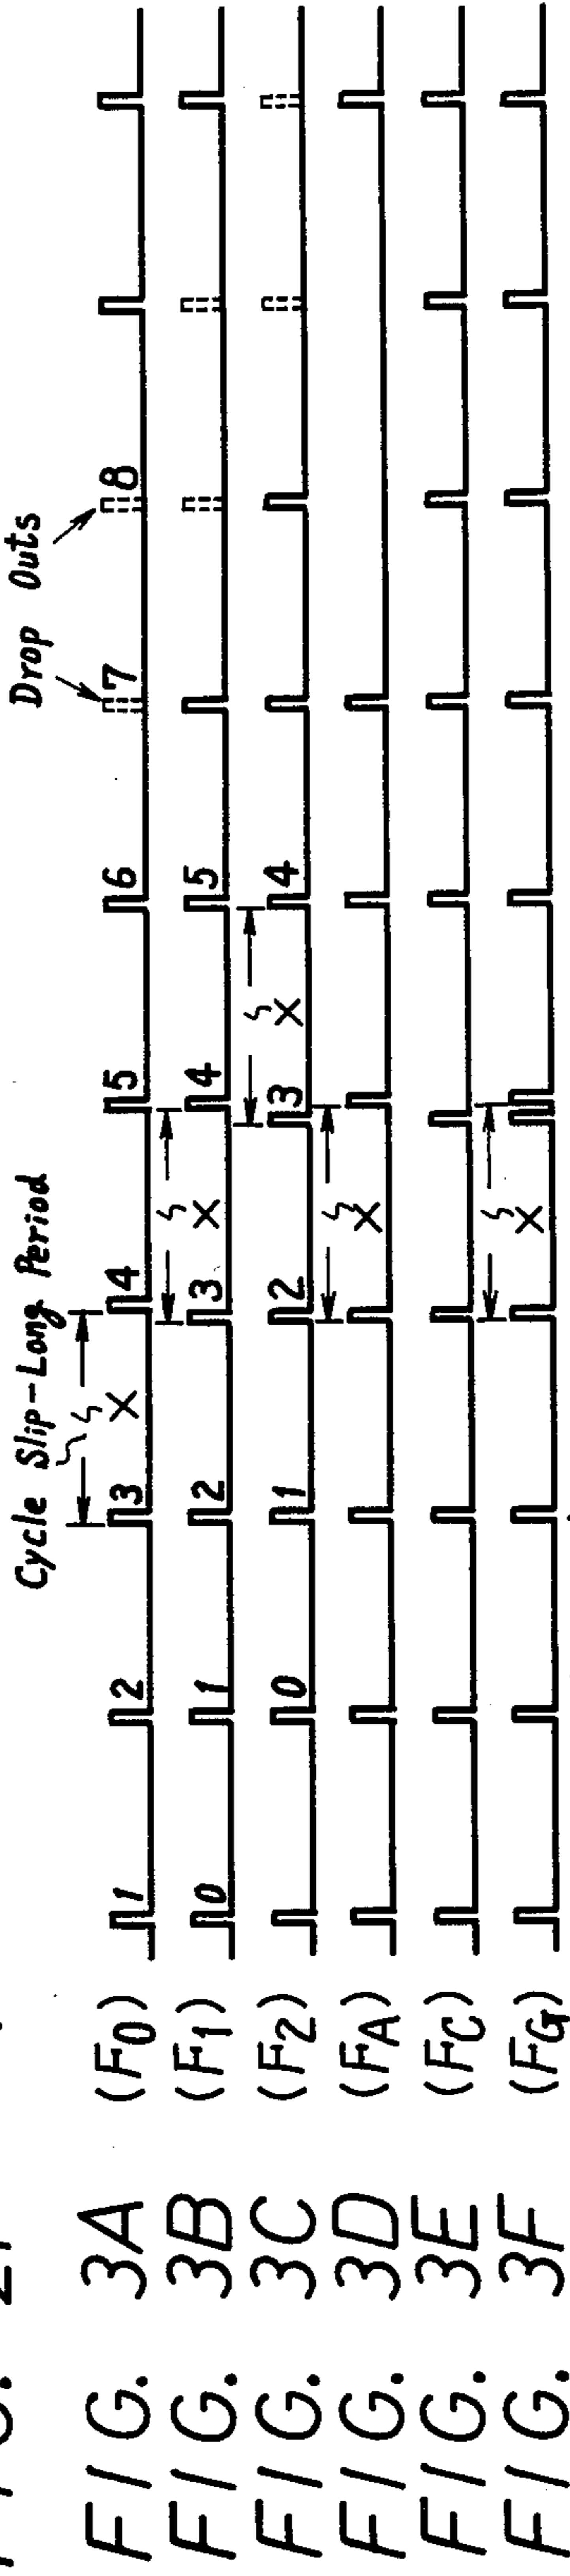 Drop Outs
Cycle Slip-Long Period
FIG. 3A (F0) 1 2 3 X 4 5 6 7 8
FIG. 3B (F1) 0 1 2 3 X 4 5
FIG. 3C (F2) 0 1 2 3 X 4
FIG. 3D (FA) X
FIG. 3E (FC)
FIG. 3F (FG) X